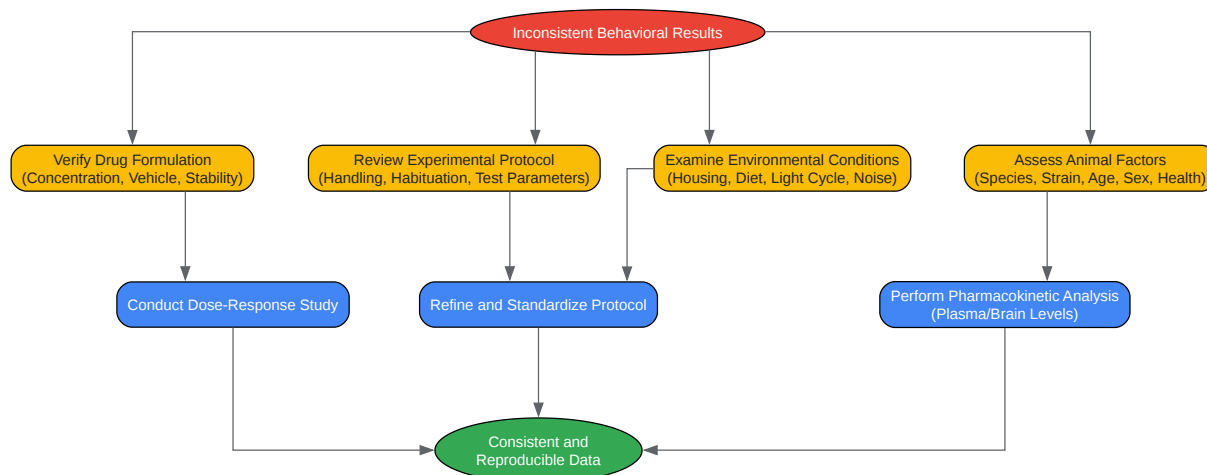 Inconsistent Behavioral Results
Verify Drug Formulation
(Concentration, Vehicle, Stability)
Review Experimental Protocol
(Handling, Habituation, Test Parameters)
Examine Environmental Conditions
(Housing, Diet, Light Cycle, Noise)
Assess Animal Factors
(Species, Strain, Age, Sex, Health)
Conduct Dose-Response Study
Refine and Standardize Protocol
Perform Pharmacokinetic Analysis
(Plasma/Brain Levels)
Consistent and
Reproducible Data